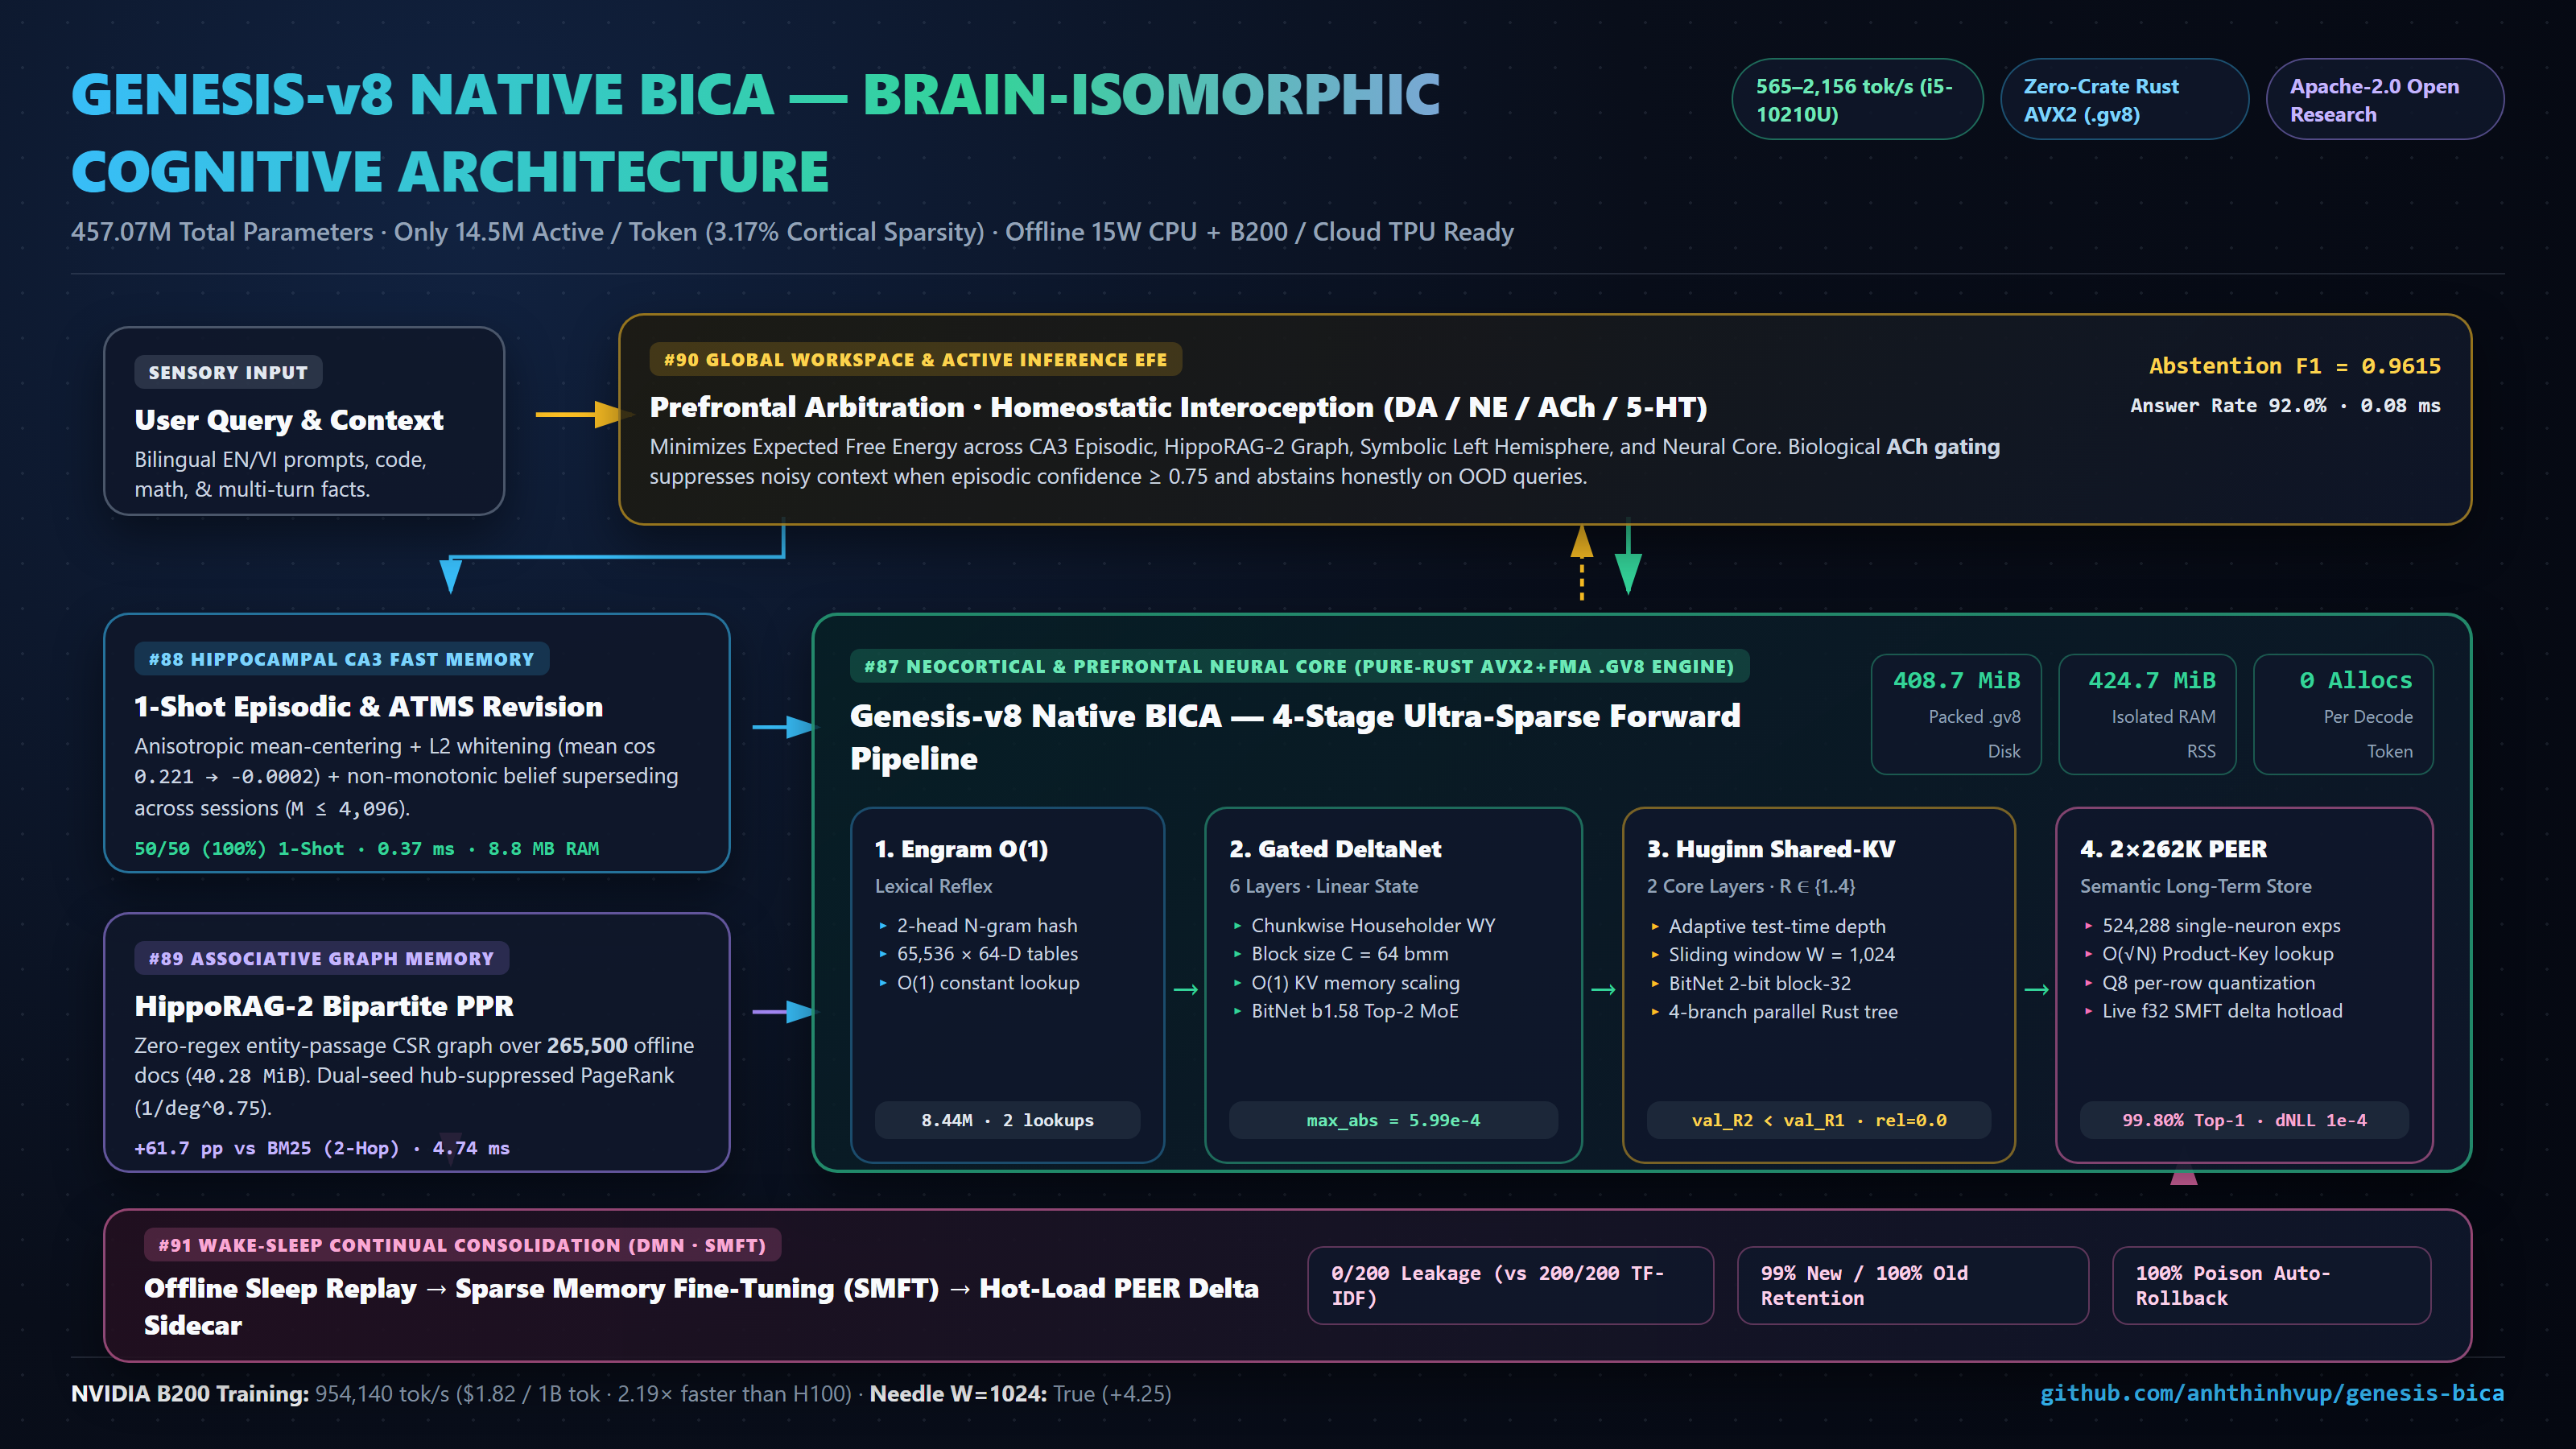 GENESIS-v8 NATIVE BICA — BRAIN-ISOMORPHIC
COGNITIVE ARCHITECTURE
457.07M Total Parameters · Only 14.5M Active / Token (3.17% Cortical Sparsity) · Offline 15W CPU + B200 / Cloud TPU Ready
565–2,156 tok/s (i5-
10210U)
Zero-Crate Rust
AVX2 (.gv8)
Apache-2.0 Open
Research
SENSORY INPUT
User Query & Context
Bilingual EN/VI prompts, code,
math, & multi-turn facts.
#90 GLOBAL WORKSPACE & ACTIVE INFERENCE EFE
Prefrontal Arbitration · Homeostatic Interoception (DA / NE / ACh / 5-HT)
Minimizes Expected Free Energy across CA3 Episodic, HippoRAG-2 Graph, Symbolic Left Hemisphere, and Neural Core. Biological ACh gating
suppresses noisy context when episodic confidence ≥ 0.75 and abstains honestly on OOD queries.
Abstention F1 = 0.9615
Answer Rate 92.0% · 0.08 ms
#88 HIPPOCAMPAL CA3 FAST MEMORY
1-Shot Episodic & ATMS Revision
Anisotropic mean-centering + L2 whitening (mean cos
0.221 → -0.0002) + non-monotonic belief superseding
across sessions (M ≤ 4,096).
50/50 (100%) 1-Shot · 0.37 ms · 8.8 MB RAM
#89 ASSOCIATIVE GRAPH MEMORY
HippoRAG-2 Bipartite PPR
Zero-regex entity-passage CSR graph over 265,500 offline
docs (40.28 MiB). Dual-seed hub-suppressed PageRank
(1/deg^0.75).
+61.7 pp vs BM25 (2-Hop) · 4.74 ms
#87 NEOCORTICAL & PREFRONTAL NEURAL CORE (PURE-RUST AVX2+FMA .GV8 ENGINE)
Genesis-v8 Native BICA — 4-Stage Ultra-Sparse Forward
Pipeline
408.7 MiB
Packed .gv8
Disk
424.7 MiB
Isolated RAM
RSS
0 Allocs
Per Decode
Token
1. Engram O(1)
Lexical Reflex
▸ 2-head N-gram hash
▸ 65,536 × 64-D tables
▸ O(1) constant lookup
8.44M · 2 lookups
→
2. Gated DeltaNet
6 Layers · Linear State
▸ Chunkwise Householder WY
▸ Block size C = 64 bmm
▸ O(1) KV memory scaling
▸ BitNet b1.58 Top-2 MoE
max_abs = 5.99e-4
→
3. Huginn Shared-KV
2 Core Layers · R ∈ {1..4}
▸ Adaptive test-time depth
▸ Sliding window W = 1,024
▸ BitNet 2-bit block-32
▸ 4-branch parallel Rust tree
val_R2 < val_R1 · rel=0.0
→
4. 2×262K PEER
Semantic Long-Term Store
▸ 524,288 single-neuron exps
▸ O(√N) Product-Key lookup
▸ Q8 per-row quantization
▸ Live f32 SMFT delta hotload
99.80% Top-1 · dNLL 1e-4
#91 WAKE-SLEEP CONTINUAL CONSOLIDATION (DMN · SMFT)
Offline Sleep Replay → Sparse Memory Fine-Tuning (SMFT) → Hot-Load PEER Delta
Sidecar
0/200 Leakage (vs 200/200 TF-
IDF)
99% New / 100% Old
Retention
100% Poison Auto-
Rollback
NVIDIA B200 Training: 954,140 tok/s ($1.82 / 1B tok · 2.19× faster than H100) · Needle W=1024: True (+4.25)
github.com/anhthinhvup/genesis-bica